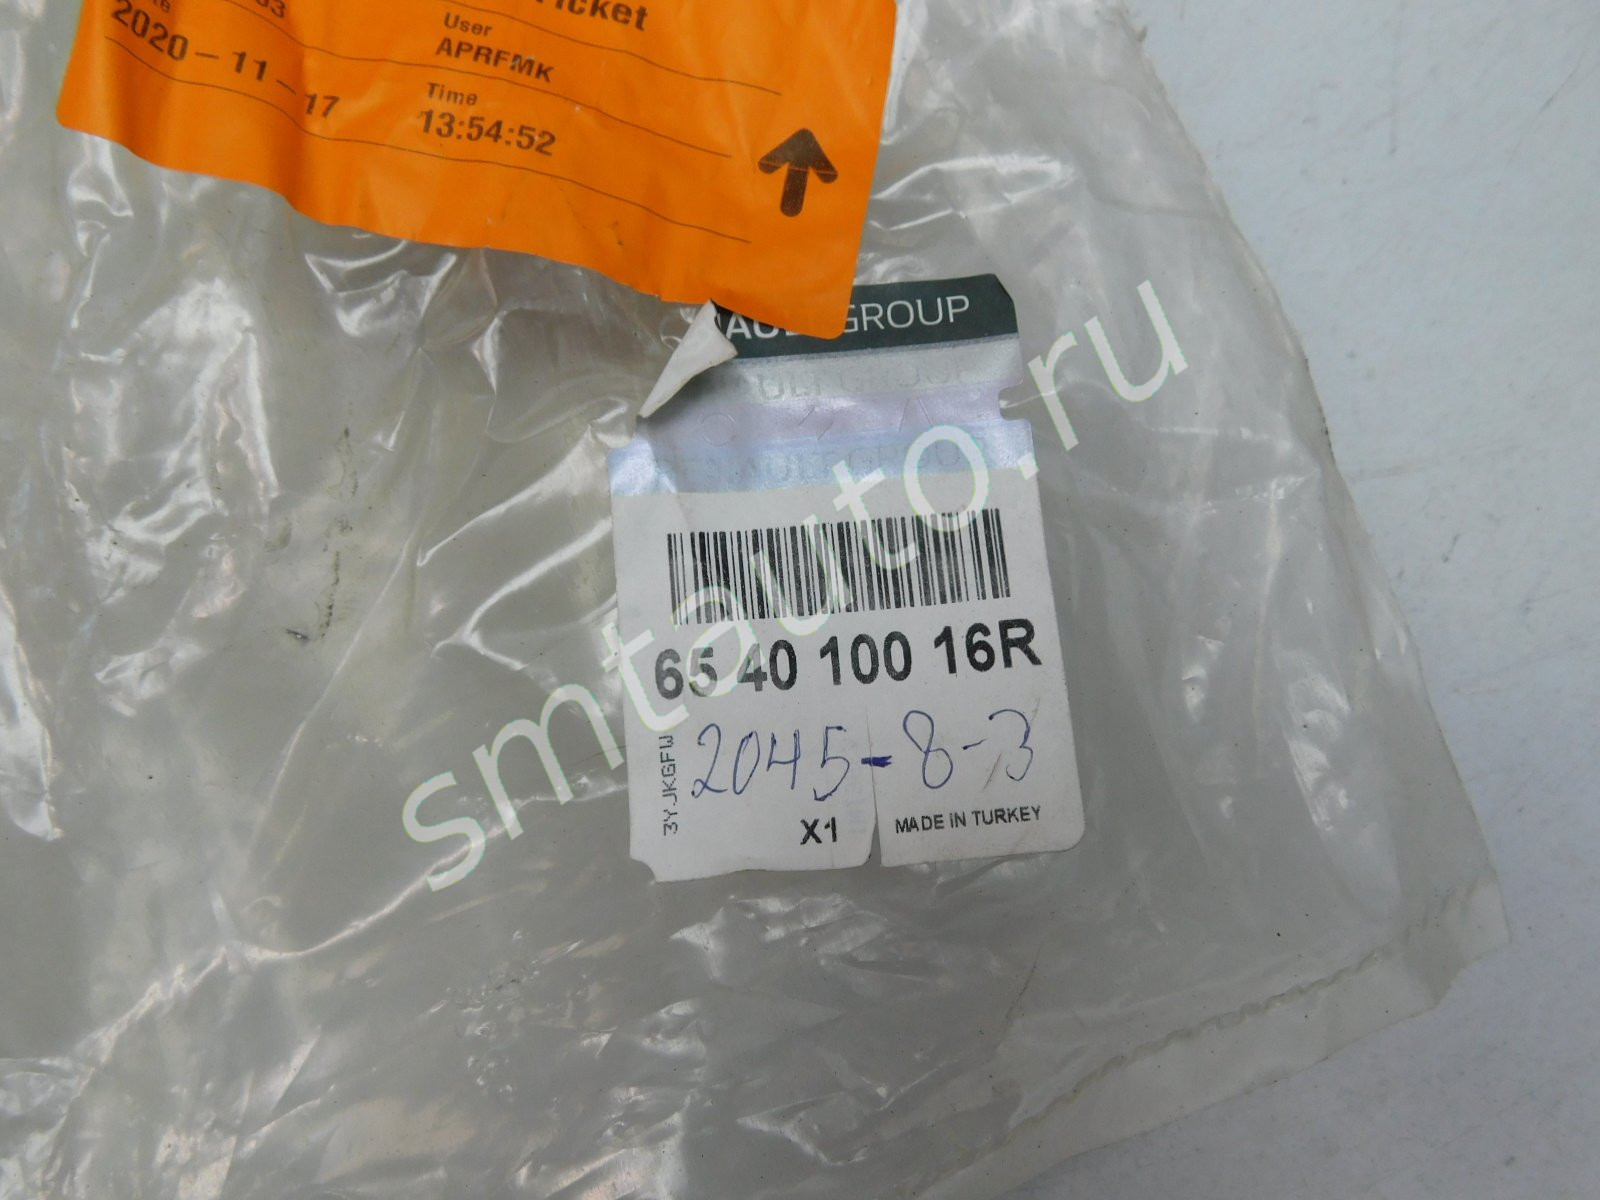 User
APRFMK
2020-11-17
Time
13:54:52
GROUP
65 40 100 16R
3YJKGFW
2045-8-3
X1
MADE IN TURKEY
smtauto.ru